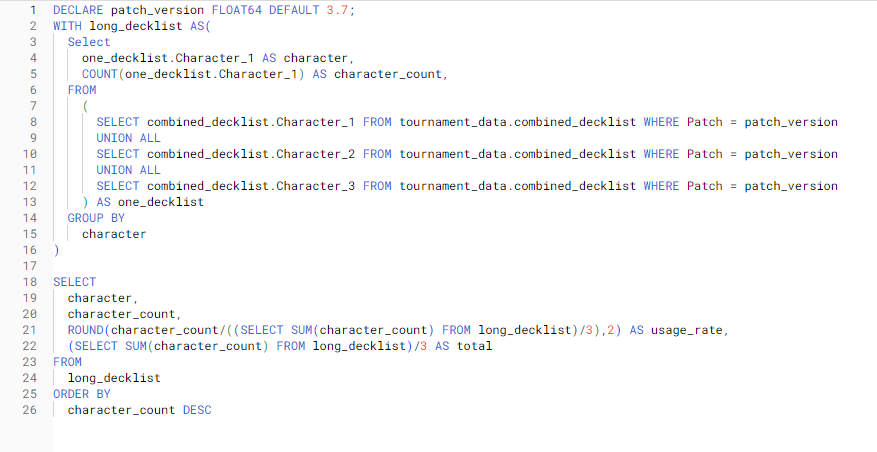 1 DECLARE patch_version FLOAT64 DEFAULT 3.7;
2 WITH long_decklist AS(
3 Select
4 one_decklist.Character_1 AS character,
5 COUNT(one_decklist.Character_1) AS character_count,
6 FROM
7 (
8 SELECT combined_decklist.Character_1 FROM tournament_data.combined_decklist WHERE Patch = patch_version
9 UNION ALL
10 SELECT combined_decklist.Character_2 FROM tournament_data.combined_decklist WHERE Patch = patch_version
11 UNION ALL
12 SELECT combined_decklist.Character_3 FROM tournament_data.combined_decklist WHERE Patch = patch_version
13 ) AS one_decklist
14 GROUP BY
15 character
16 )
17
18 SELECT
19 character,
20 character_count,
21 ROUND(character_count/((SELECT SUM(character_count) FROM long_decklist)/3),2) AS usage_rate,
22 (SELECT SUM(character_count) FROM long_decklist)/3 AS total
23 FROM
24 long_decklist
25 ORDER BY
26 character_count DESC